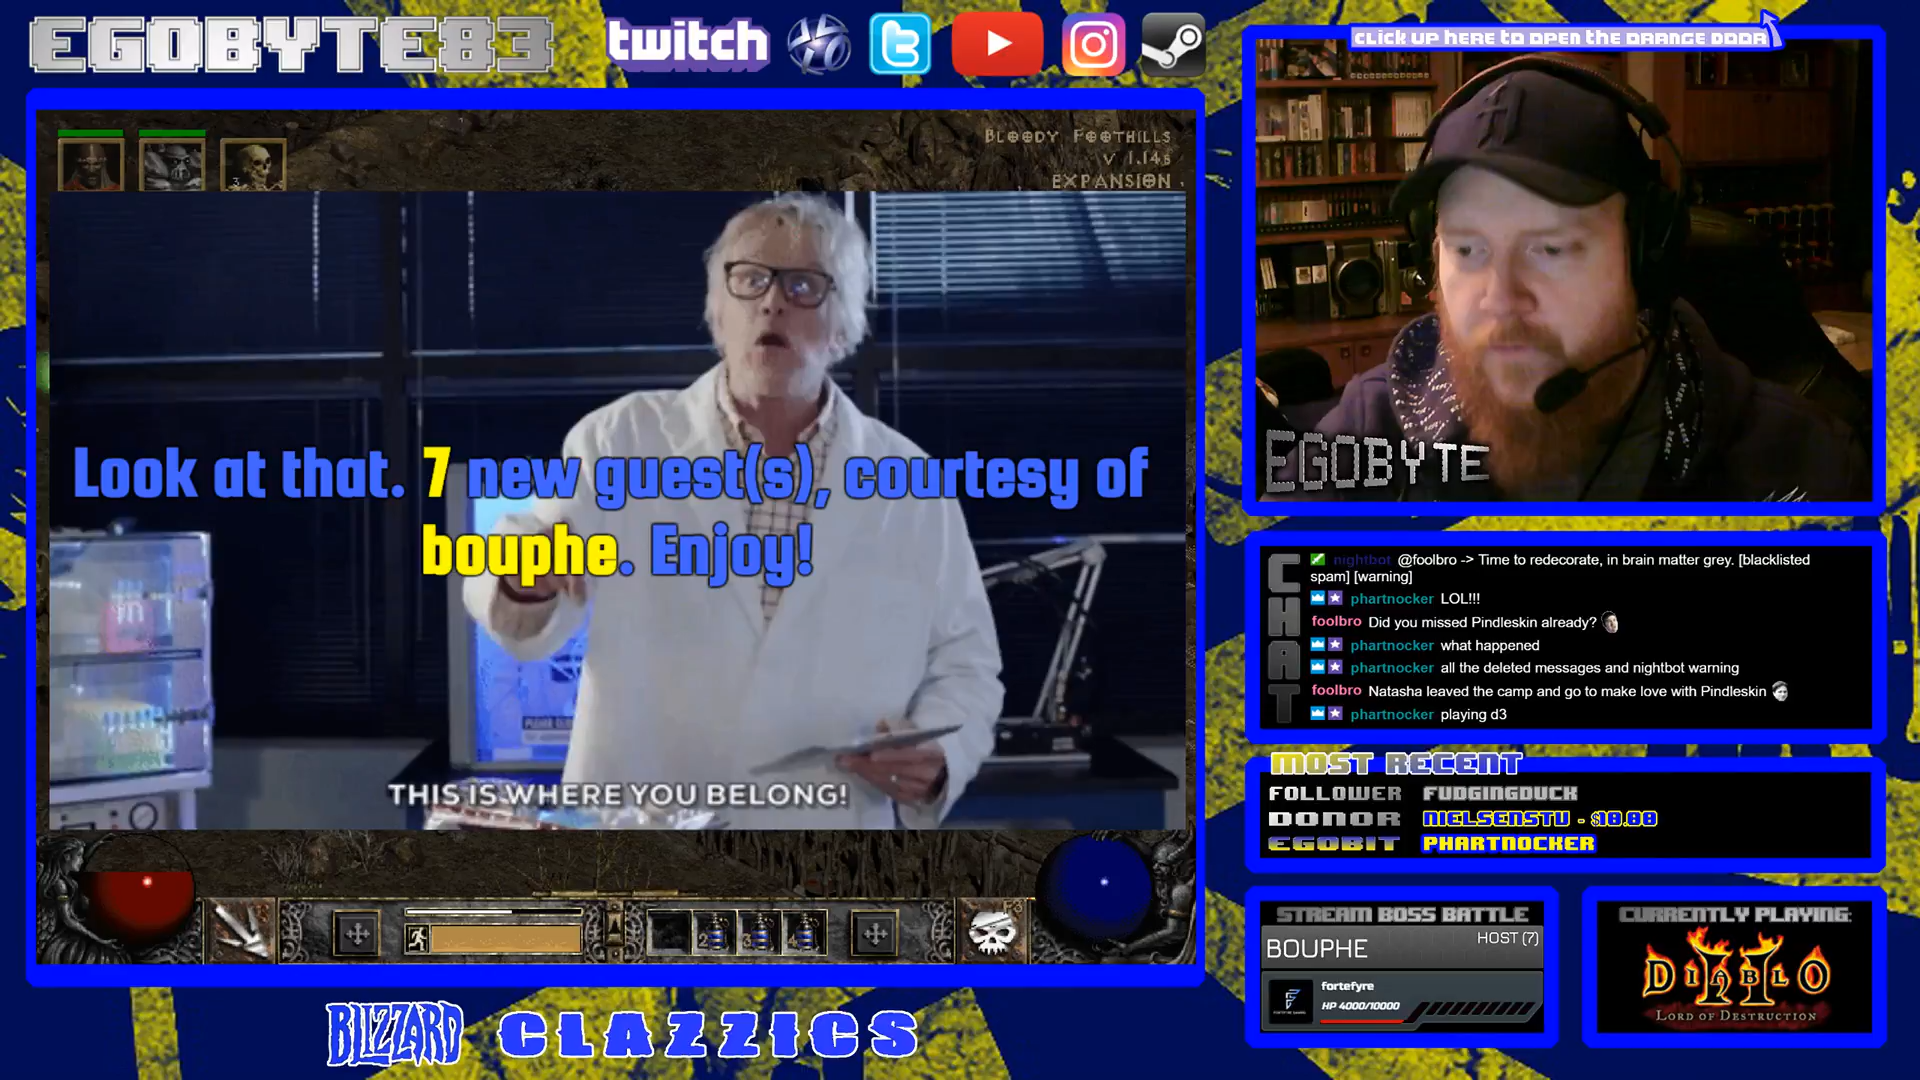 EGOBYTE83
twitch
CLICK UP HERE TO OPEN THE ORANGE DOOR
BLOODY FOOTHILLS
V 1.14B
EXPANSION
Look at that. 7 new guest(s), courtesy of
bouphe. Enjoy!
THIS IS WHERE YOU BELONG!
F3
2
3
4
EGOBYTE
CHAT
nightbot @foolbro -> Time to redecorate, in brain matter grey. [blacklisted
spam] [warning]
phartnocker LOL!!!
foolbro Did you missed Pindleskin already?
phartnocker what happened
phartnocker all the deleted messages and nightbot warning
foolbro Natasha leaved the camp and go to make love with Pindleskin
phartnocker playing d3
MOST RECENT
FOLLOWER FUDGINGDUCK
DONOR NIELSENSTU - $10.00
EGOBIT PHARTNOCKER
STREAM BOSS BATTLE
BOUPHE HOST (7)
fortefyre
HP 4000/10000
CURRENTLY PLAYING:
DIABLO II
LORD OF DESTRUCTION
BLIZZARD CLAZZICS